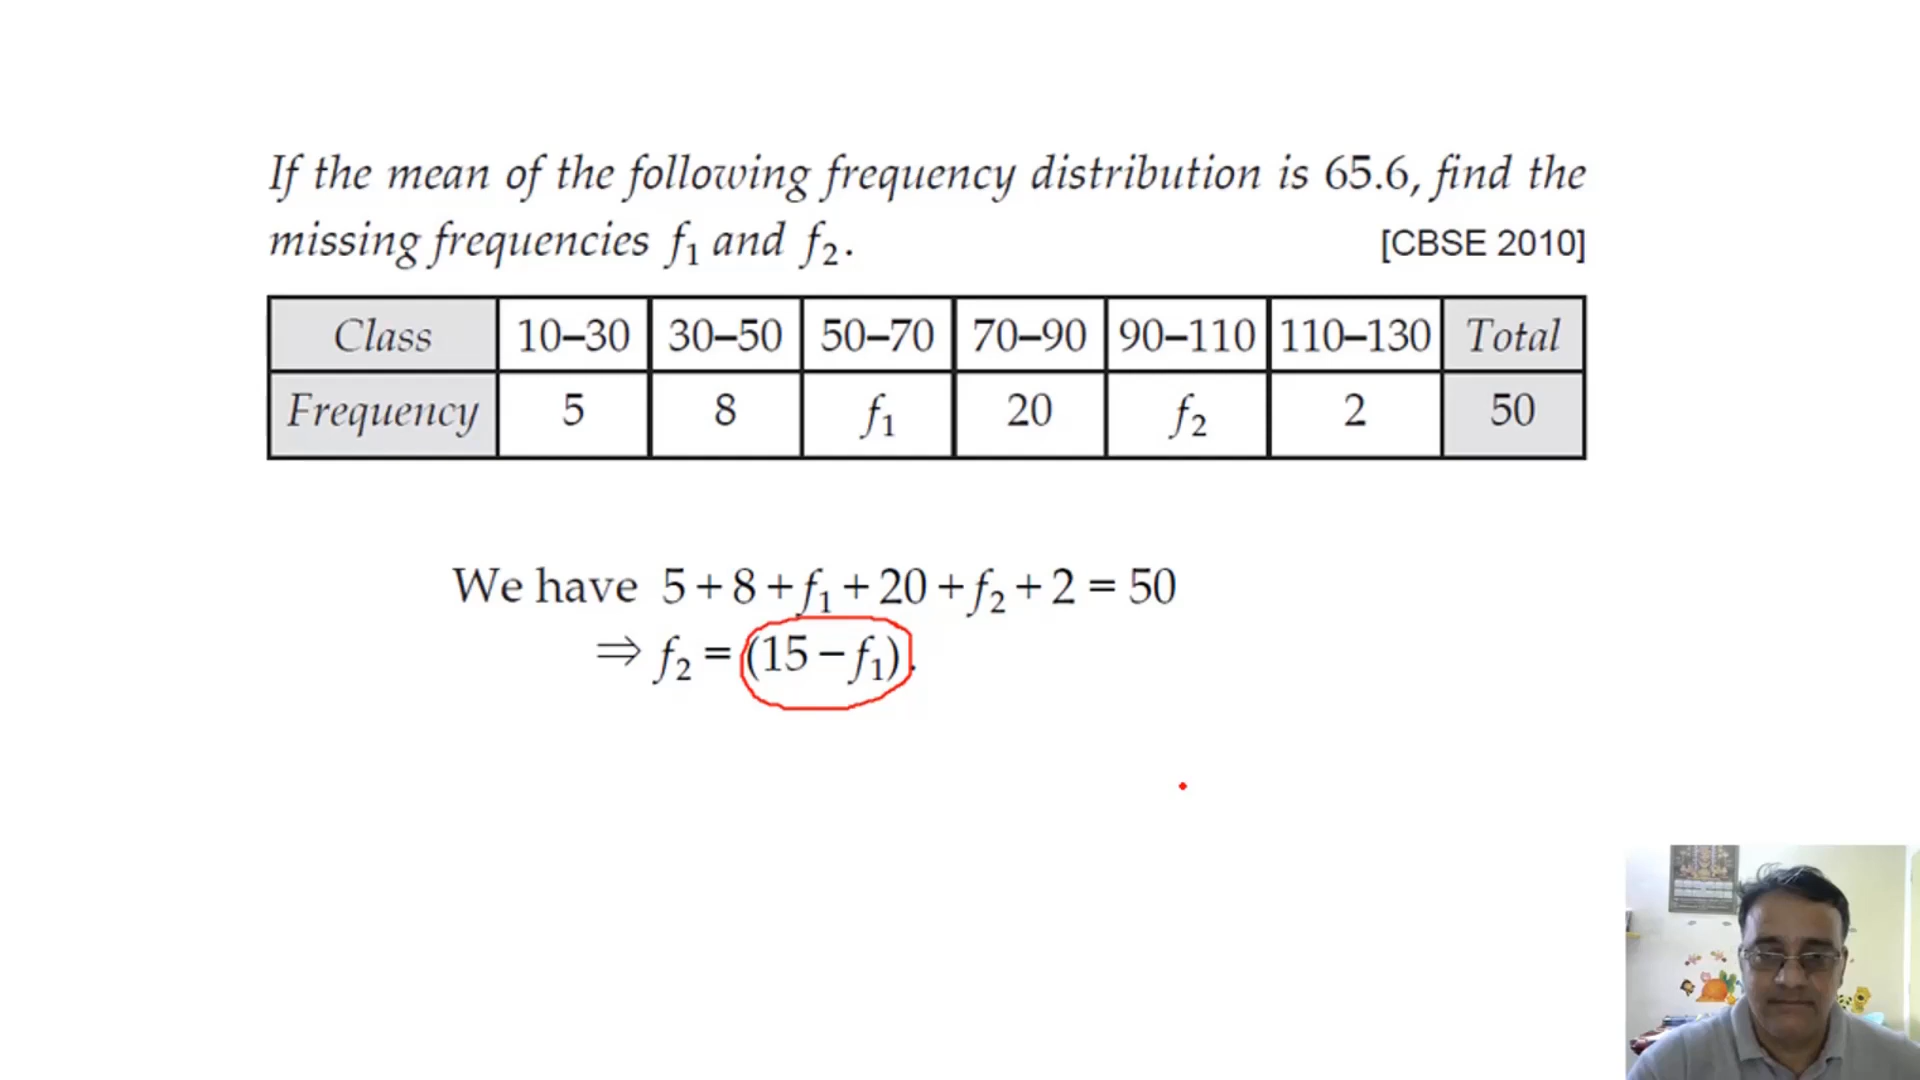 If the mean of the following frequency distribution is 65.6, find the
missing frequencies f₁ and f₂. [CBSE 2010]
Class 10–30 30–50 50–70 70–90 90–110 110–130 Total
Frequency 5 8 f₁ 20 f₂ 2 50
We have 5 + 8 + f₁ + 20 + f₂ + 2 = 50
⇒ f₂ = (15 − f₁).